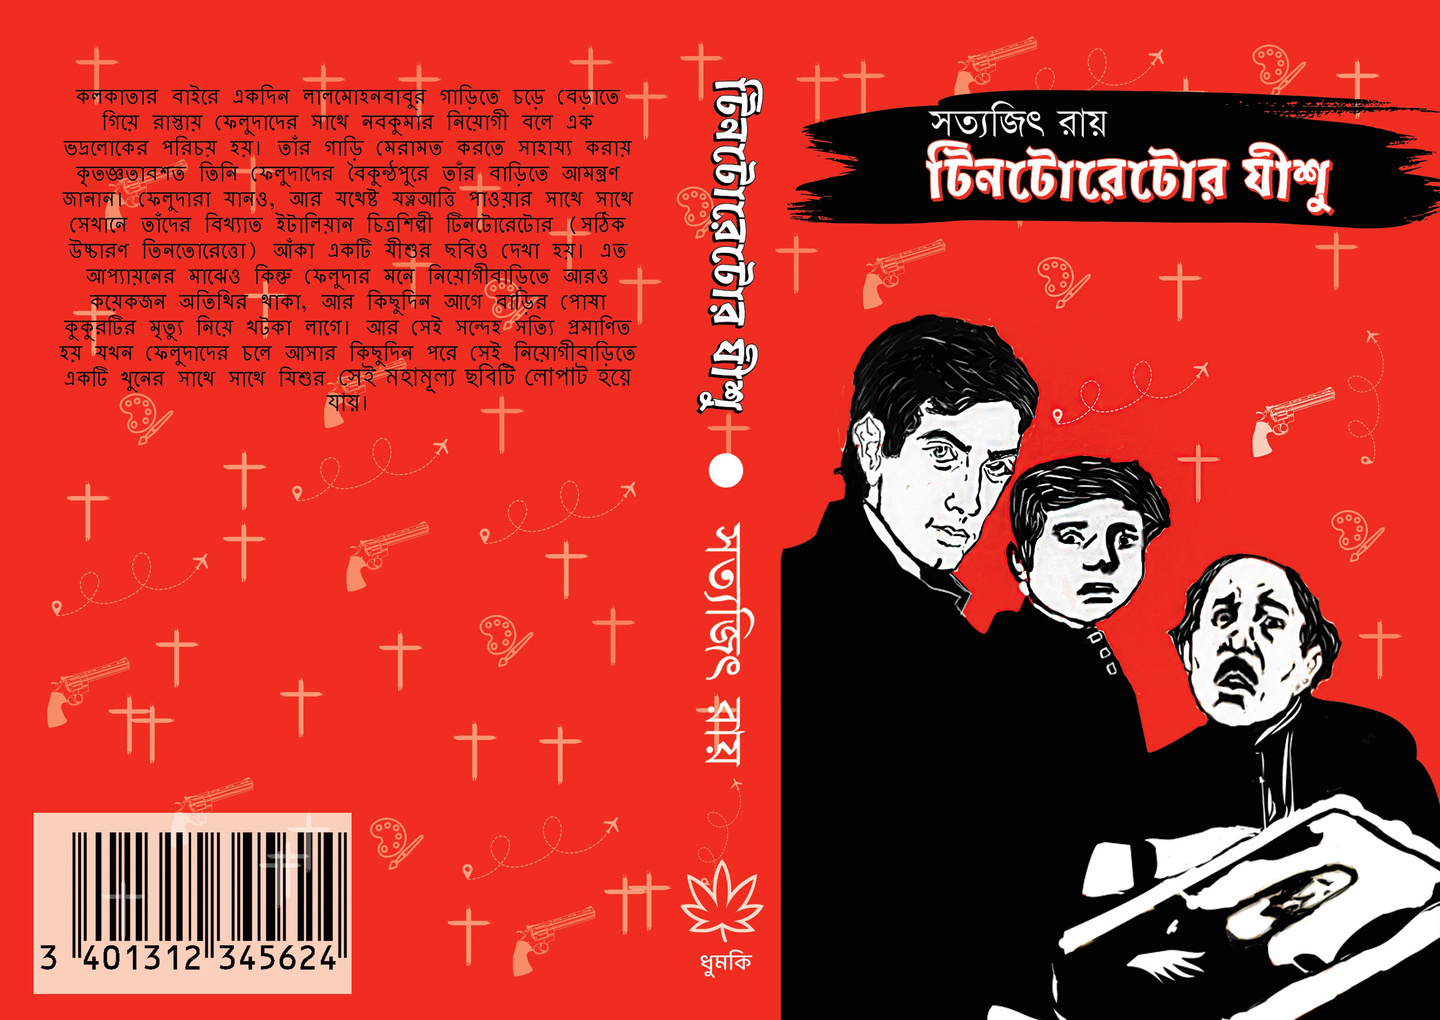 কলকাতার বাইরে একদিন লালমোহনবাবুর গাড়িতে চড়ে বেড়াতে
গিয়ে রাস্তায় ফেলুদাদের সাথে নবকুমার নিয়োগী বলে এক
ভদ্রলোকের পরিচয় হয়। তাঁর গাড়ি মেরামত করতে সাহায্য করায়
কৃতজ্ঞতাবশত তিনি ফেলুদাদের বৈকুন্ঠপুরে তাঁর বাড়িতে আমন্ত্রণ
জানান। ফেলুদারা যানও, আর যথেষ্ট যত্নআত্তি পাওয়ার সাথে সাথে
সেখানে তাঁদের বিখ্যাত ইটালিয়ান চিত্রশিল্পী টিনটোরেটোর (সঠিক
উচ্চারণ তিনতোরেত্তো) আঁকা একটি যীশুর ছবিও দেখা হয়। এত
আপ্যায়নের মাঝেও কিন্তু ফেলুদার মনে নিয়োগীবাড়িতে আরও
কয়েকজন অতিথির থাকা, আর কিছুদিন আগে বাড়ির পোষা
কুকুরটির মৃত্যু নিয়ে খটকা লাগে। আর সেই সন্দেহ সত্যি প্রমাণিত
হয় যখন ফেলুদাদের চলে আসার কিছুদিন পরে সেই নিয়োগীবাড়িতে
একটি খুনের সাথে সাথে যিশুর সেই মহামূল্য ছবিটি লোপাট হয়ে
যায়।
3 401312 345624
টিনটোরেটোর যীশু
সত্যজিৎ রায়
ধুমকি
সত্যজিৎ রায়
টিনটোরেটোর যীশু